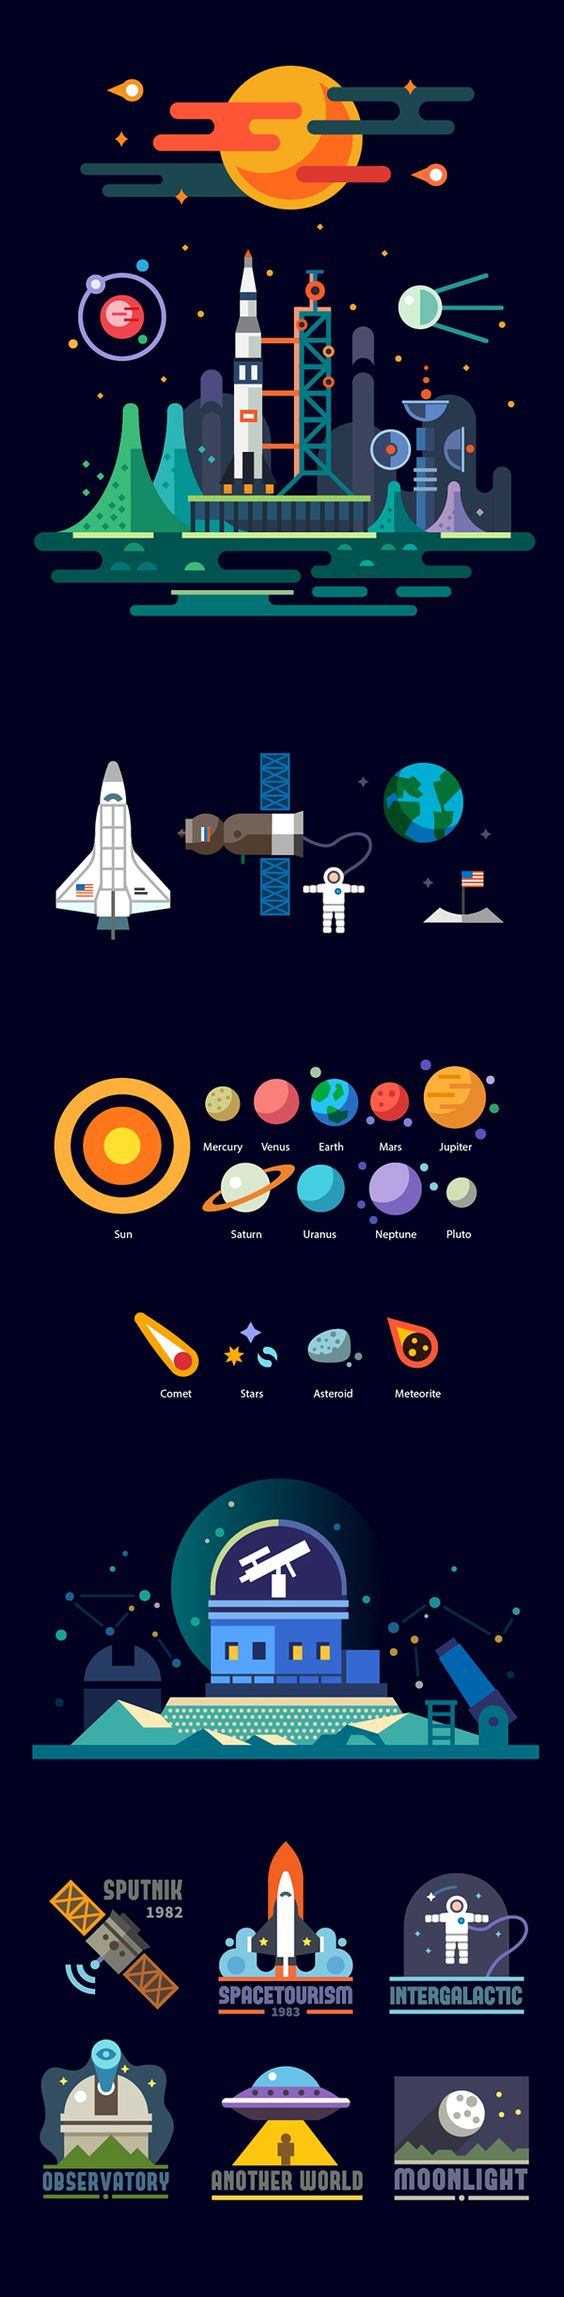 Mercury Venus Earth Mars Jupiter
Sun Saturn Uranus Neptune Pluto
Comet Stars Asteroid Meteorite
SPUTNIK
1982
SPACETOURISM
1983
INTERGALACTIC
OBSERVATORY
ANOTHER WORLD
MOONLIGHT